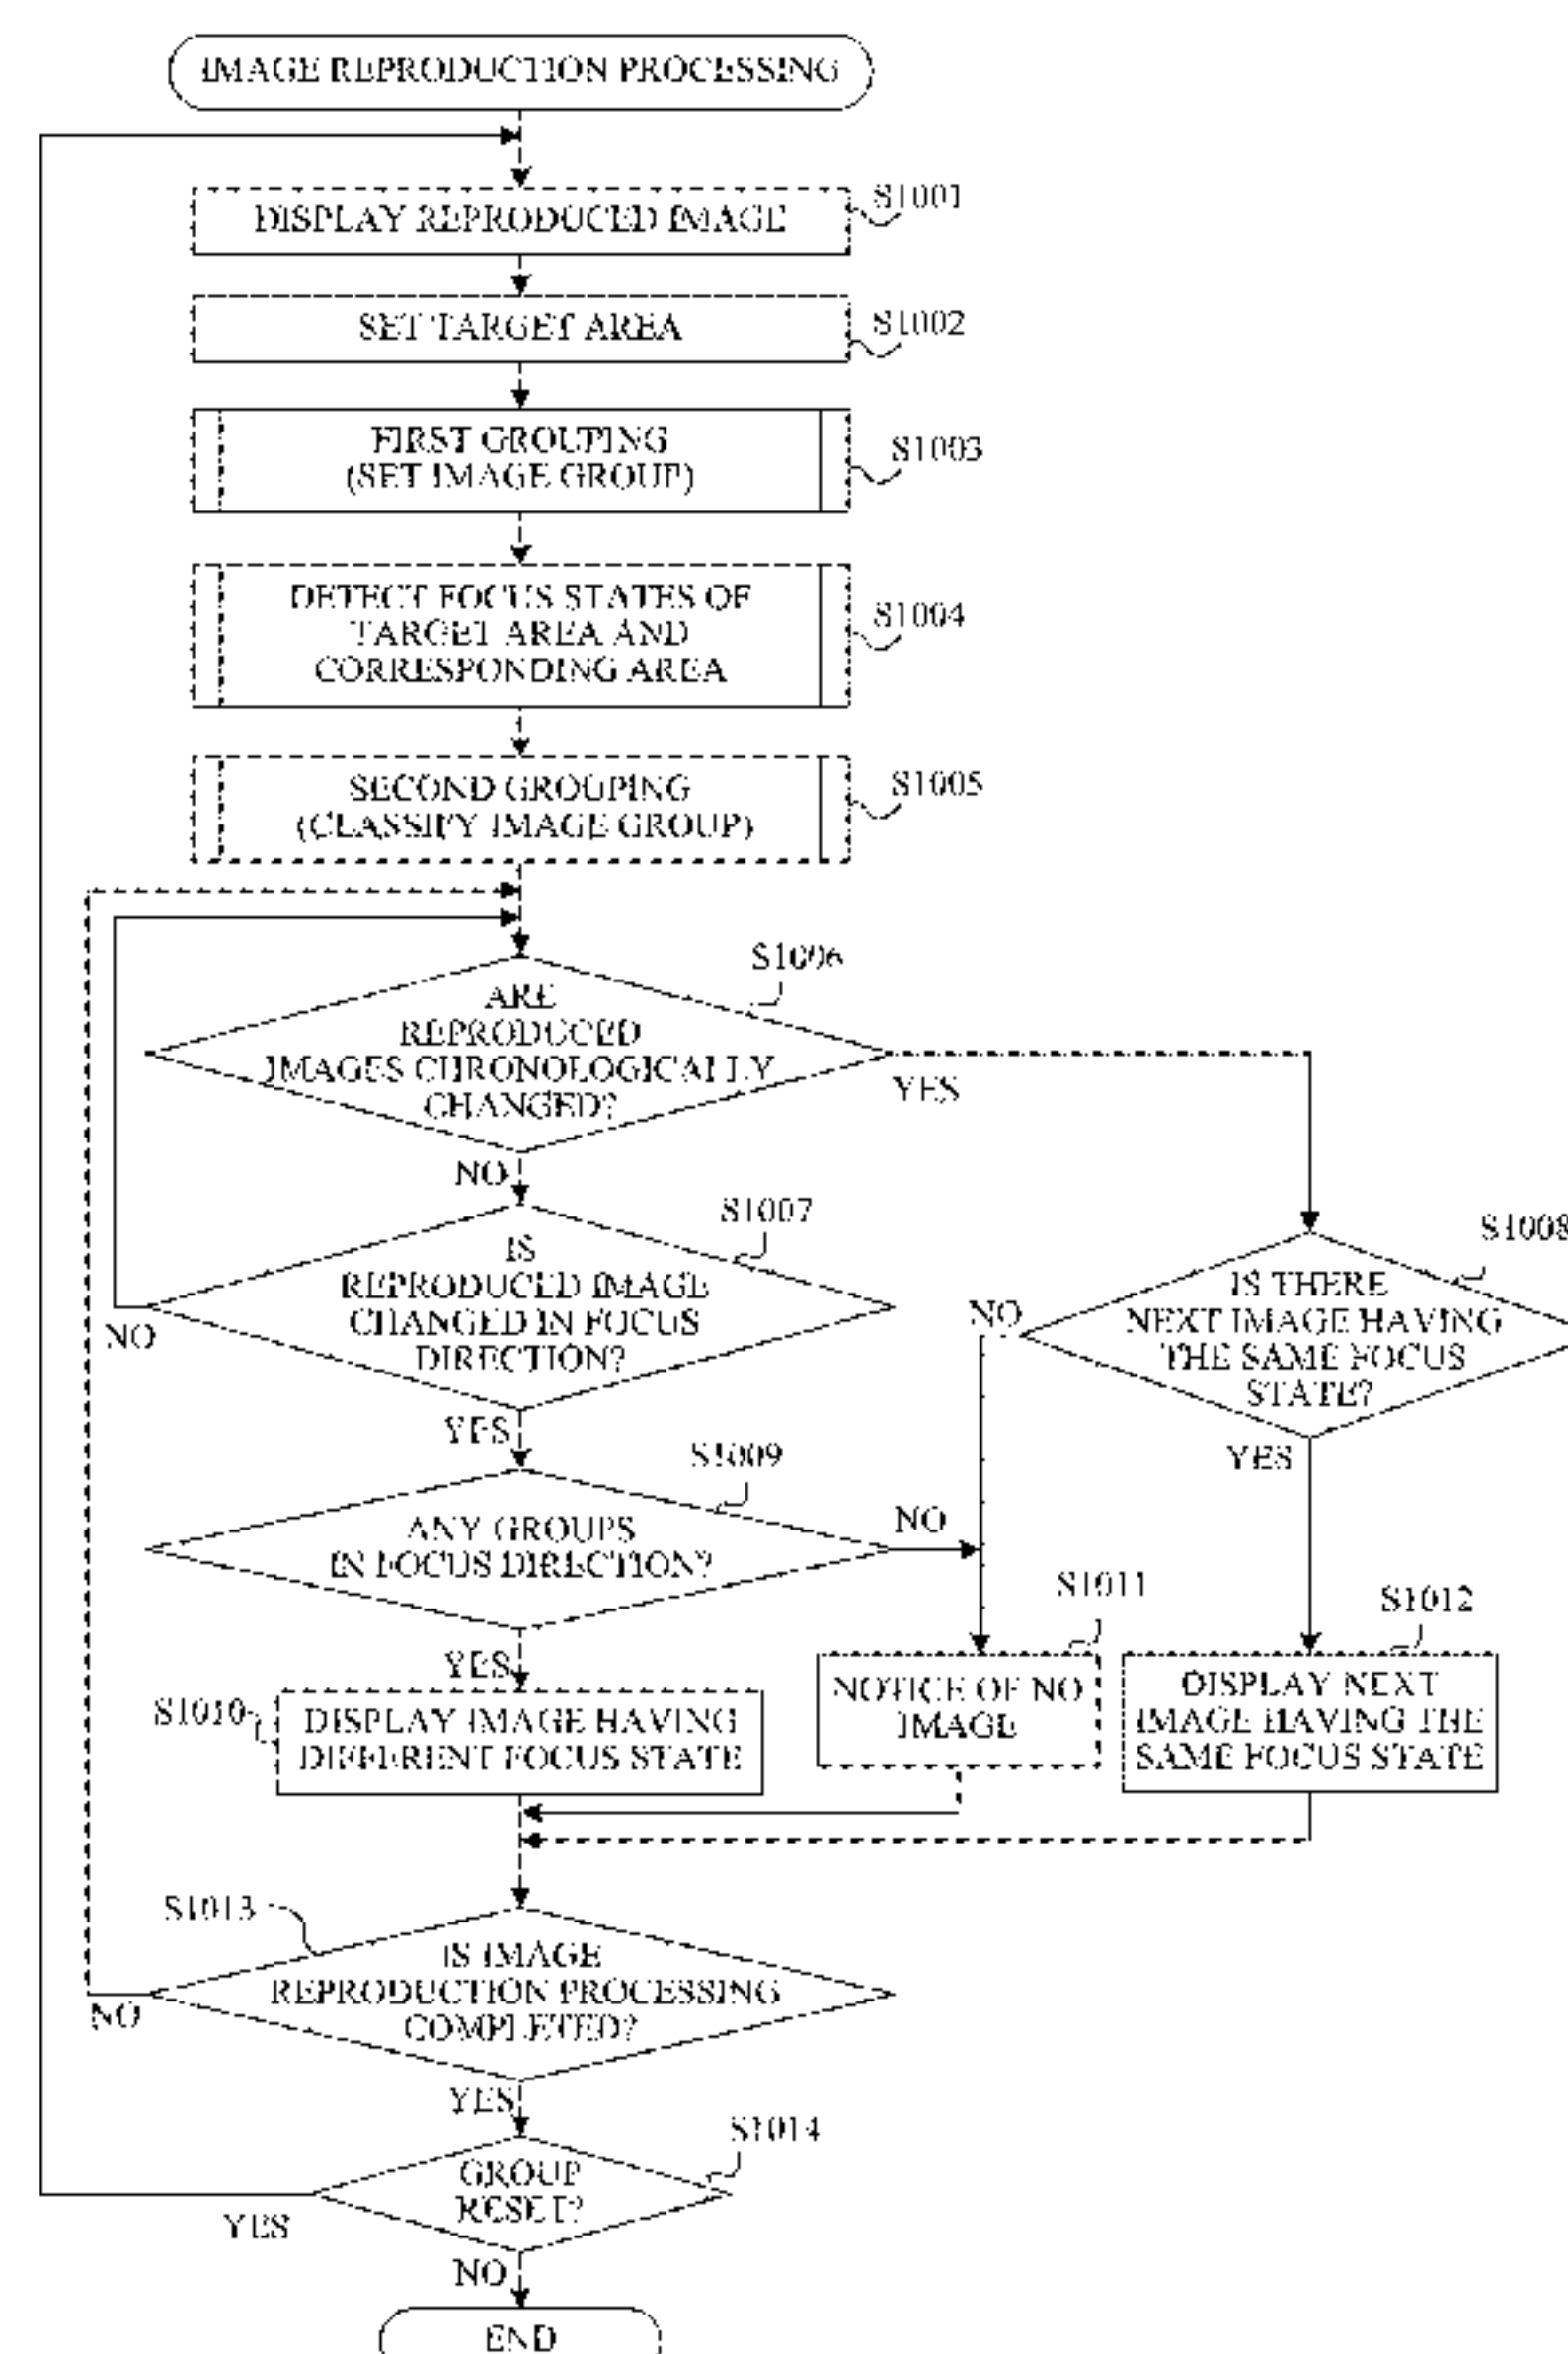 IMAGE REPRODUCTION PROCESSING
DISPLAY REPRODUCED IMAGE
S1001
SET TARGET AREA
S1002
FIRST GROUPING
(SET IMAGE GROUP)
S1003
DETECT FOCUS STATES OF
TARGET AREA AND
CORRESPONDING AREA
S1004
SECOND GROUPING
(CLASSIFY IMAGE GROUP)
S1005
S1006
ARE
REPRODUCED
IMAGES CHRONOLOGICALLY
CHANGED?
YES
NO
S1007
IS
REPRODUCED IMAGE
CHANGED IN FOCUS
DIRECTION?
NO
YES
S1008
IS THERE
NEXT IMAGE HAVING
THE SAME FOCUS
STATE?
NO
YES
S1009
ANY GROUPS
IN FOCUS DIRECTION?
NO
YES
S1010
DISPLAY IMAGE HAVING
DIFFERENT FOCUS STATE
S1011
NOTICE OF NO
IMAGE
S1012
DISPLAY NEXT
IMAGE HAVING THE
SAME FOCUS STATE
S1013
IS IMAGE
REPRODUCTION PROCESSING
COMPLETED?
NO
YES
S1014
GROUP
RESET?
YES
NO
END